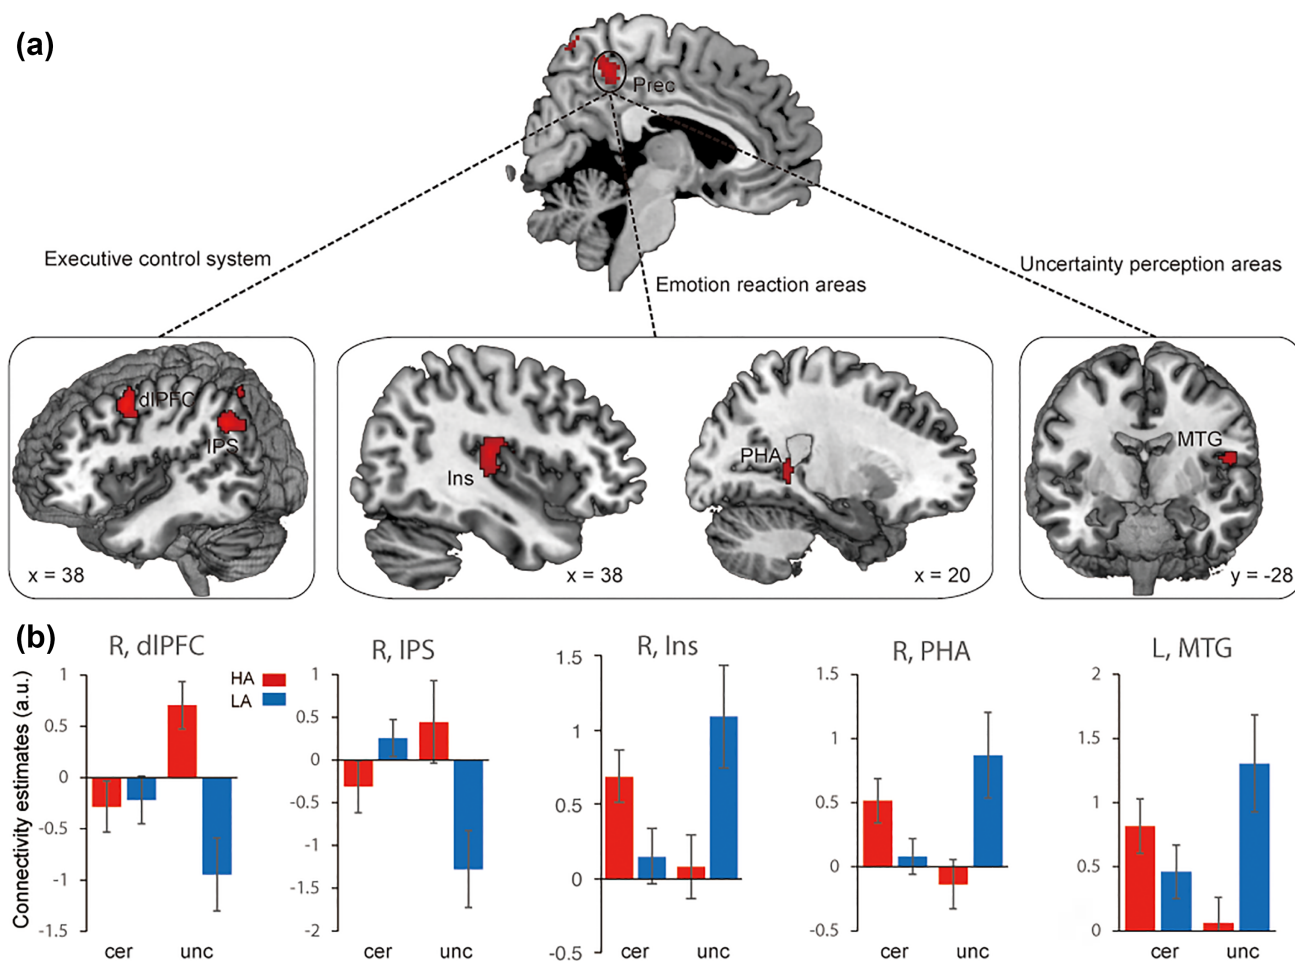 (a)
Prec
Executive control system
Emotion reaction areas
Uncertainty perception areas
dlPFC
IPS
x = 38
Ins
x = 38
PHA
x = 20
MTG
y = -28
(b)
R, dlPFC
R, IPS
R, Ins
R, PHA
L, MTG
Connectivity estimates (a.u.)
HA
LA
1
0.5
0
-0.5
-1
-1.5
cer unc
1
0.5
0
-0.5
-1
-1.5
-2
cer unc
1.5
1
0.5
0
-0.5
cer unc
1.5
1
0.5
0
-0.5
cer unc
2
1.5
1
0.5
0
cer unc